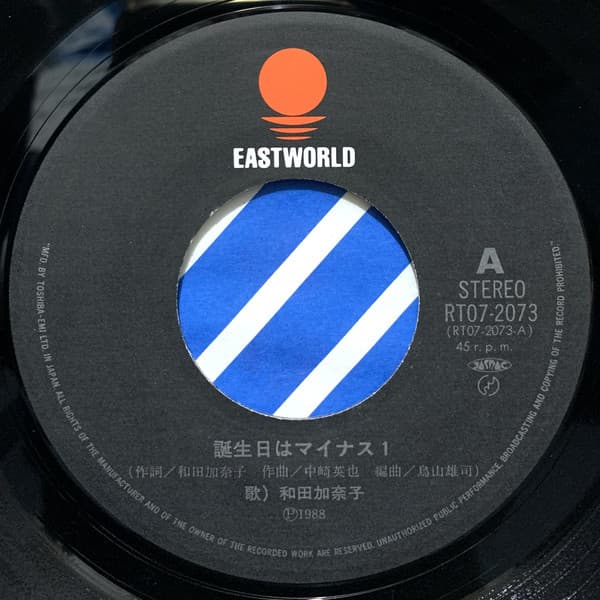 EASTWORLD
A
STEREO
RT07-2073
(RT07-2073-A)
45 r.p.m.
JASRAC
誕生日はマイナス1
(作詞／和田加奈子 作曲／中崎英也 編曲／鳥山雄司)
歌) 和田加奈子
Ⓟ1988
"MFD. BY TOSHIBA-EMI LTD. IN JAPAN. ALL RIGHTS OF THE MANUFACTURER AND OF THE OWNER OF THE RECORDED WORK ARE RESERVED. UNAUTHORIZED PUBLIC PERFORMANCE, BROADCASTING AND COPYING OF THE RECORD PROHIBITED."